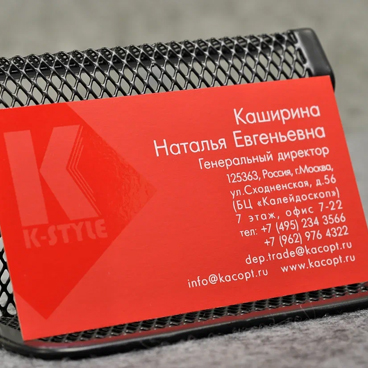 K
K-STYLE
Каширина
Наталья Евгеньевна
Генеральный директор
125363, Россия, г.Москва,
ул.Сходненская, д.56
(БЦ «Калейдоскоп»)
7 этаж, офис 7-22
тел: +7 (495) 234 3566
+7 (962) 976 4322
dep.trade@kacopt.ru
info@kacopt.ru www.kacopt.ru